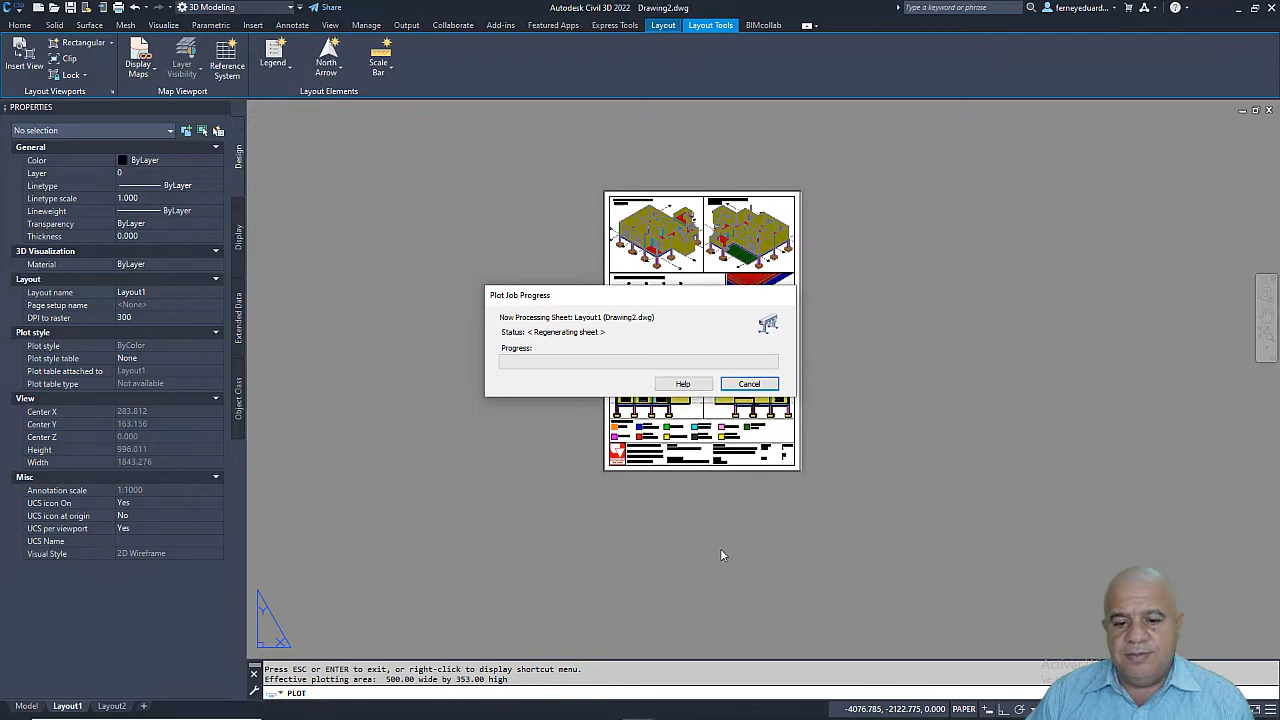 3D Modeling
Share
Autodesk Civil 3D 2022 Drawing2.dwg
Type a keyword or phrase
ferneyeduard...
Home Solid Surface Mesh Visualize Parametric Insert Annotate View Manage Output Collaborate Add-ins Featured Apps Express Tools Layout Layout Tools BIMcollab
Insert View
Rectangular
Clip
Lock
Display Maps
Layer Visibility
Reference System
Legend
North Arrow
Scale Bar
Layout Viewports
Map Viewport
Layout Elements
PROPERTIES
No selection
General
Color ByLayer
Layer 0
Linetype ByLayer
Linetype scale 1.000
Lineweight ByLayer
Transparency ByLayer
Thickness 0.000
3D Visualization
Material ByLayer
Layout
Layout name Layout1
Page setup name <None>
DPI to raster 300
Plot style
Plot style ByColor
Plot style table None
Plot table attached to Layout1
Plot table type Not available
View
Center X 283.812
Center Y 163.156
Center Z 0.000
Height 996.011
Width 1843.276
Misc
Annotation scale 1:1000
UCS icon On Yes
UCS icon at origin No
UCS per viewport Yes
UCS Name
Visual Style 2D Wireframe
Design
Display
Extended Data
Object Class
Plot Job Progress
Now Processing Sheet: Layout1 (Drawing2.dwg)
Status: < Regenerating sheet >
Progress:
Help
Cancel
Y
X
Press ESC or ENTER to exit, or right-click to display shortcut menu.
Effective plotting area: 500.00 wide by 353.00 high
PLOT
Model Layout1 Layout2 +
-4076.785, -2122.775, 0.000 PAPER